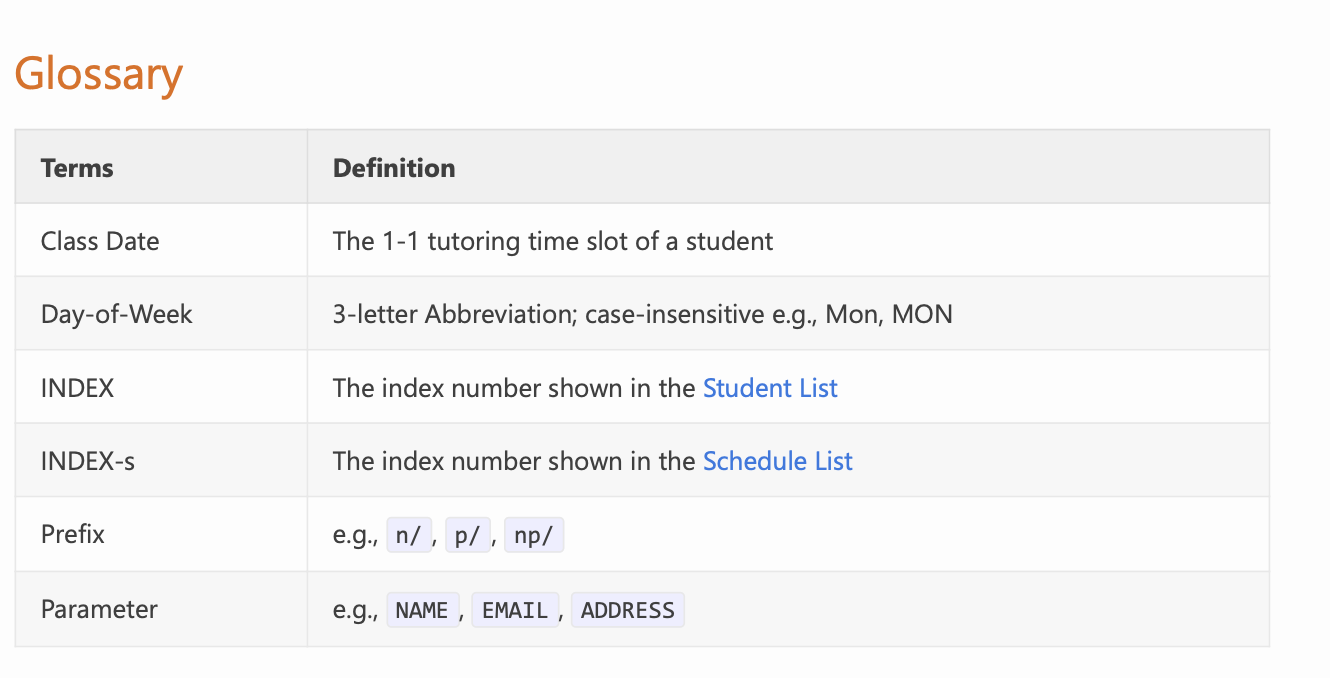 Glossary
Terms Definition
Class Date The 1-1 tutoring time slot of a student
Day-of-Week 3-letter Abbreviation; case-insensitive e.g., Mon, MON
INDEX The index number shown in the Student List
INDEX-s The index number shown in the Schedule List
Prefix e.g., n/, p/, np/
Parameter e.g., NAME, EMAIL, ADDRESS